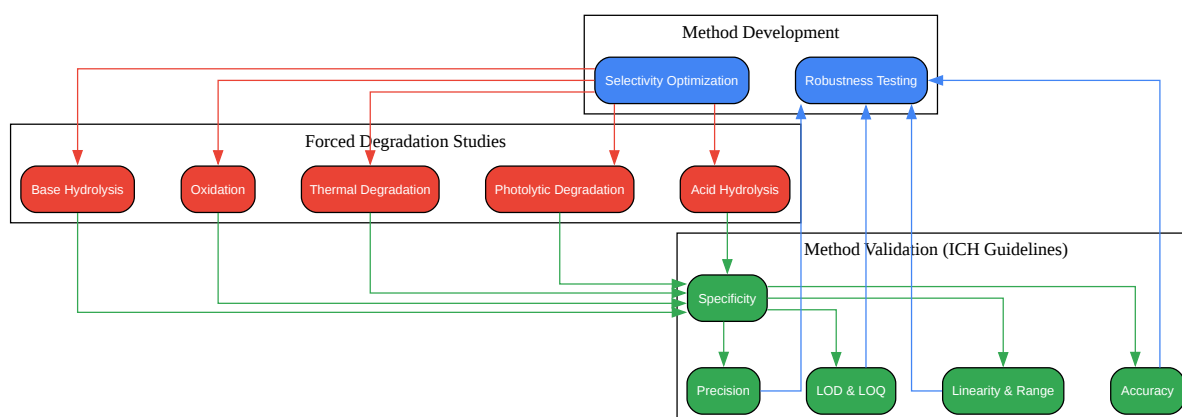 Method Development
Selectivity Optimization
Robustness Testing
Forced Degradation Studies
Base Hydrolysis
Oxidation
Thermal Degradation
Photolytic Degradation
Acid Hydrolysis
Method Validation (ICH Guidelines)
Specificity
Precision
LOD & LOQ
Linearity & Range
Accuracy